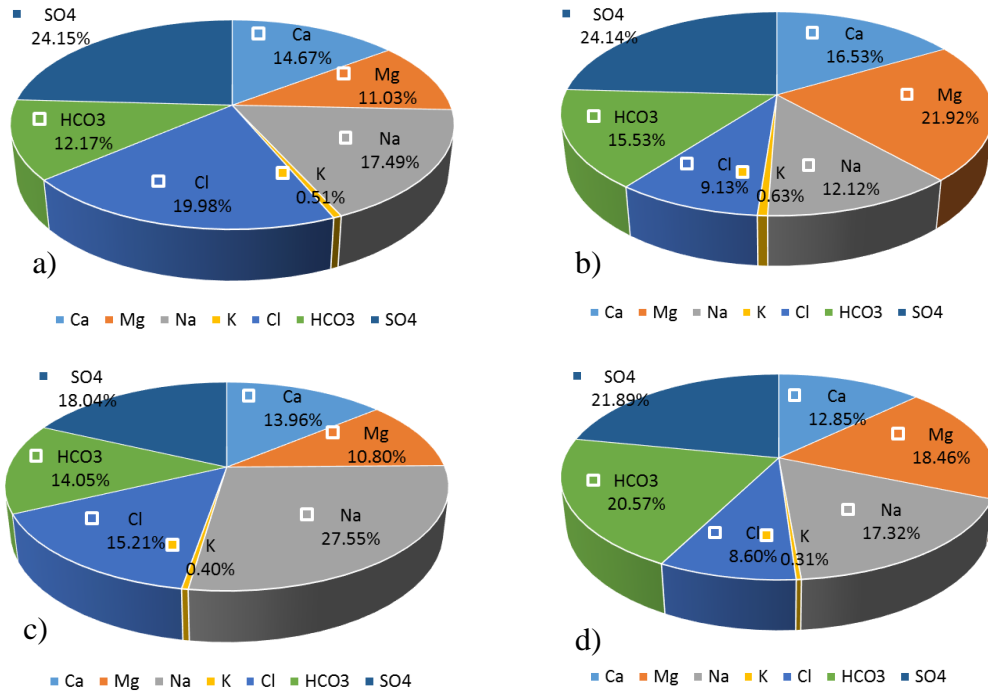 SO4
24.15%
Ca
14.67%
Mg
11.03%
Na
17.49%
K
0.51%
Cl
19.98%
HCO3
12.17%
a)
Ca Mg Na K Cl HCO3 SO4
SO4
24.14%
Ca
16.53%
Mg
21.92%
Na
12.12%
K
0.63%
Cl
9.13%
HCO3
15.53%
b)
Ca Mg Na K Cl HCO3 SO4
SO4
18.04%
Ca
13.96%
Mg
10.80%
Na
27.55%
K
0.40%
Cl
15.21%
HCO3
14.05%
c)
Ca Mg Na K Cl HCO3 SO4
SO4
21.89%
Ca
12.85%
Mg
18.46%
Na
17.32%
K
0.31%
Cl
8.60%
HCO3
20.57%
d)
Ca Mg Na K Cl HCO3 SO4